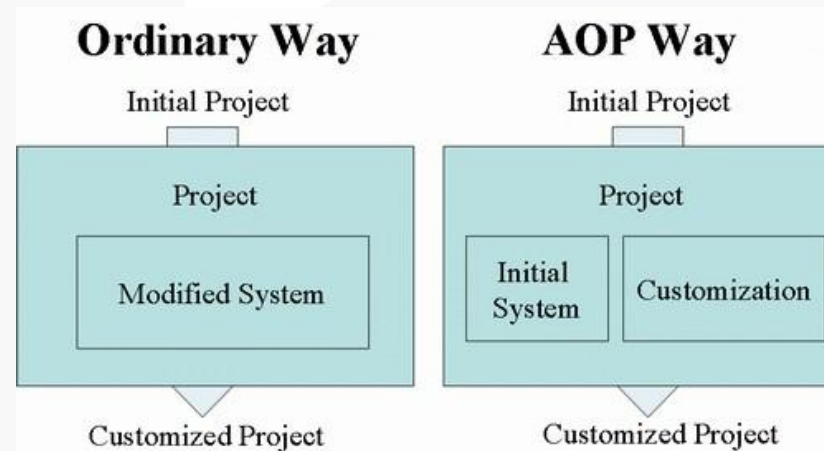 Ordinary Way
Initial Project
Project
Modified System
Customized Project
AOP Way
Initial Project
Project
Initial
System
Customization
Customized Project